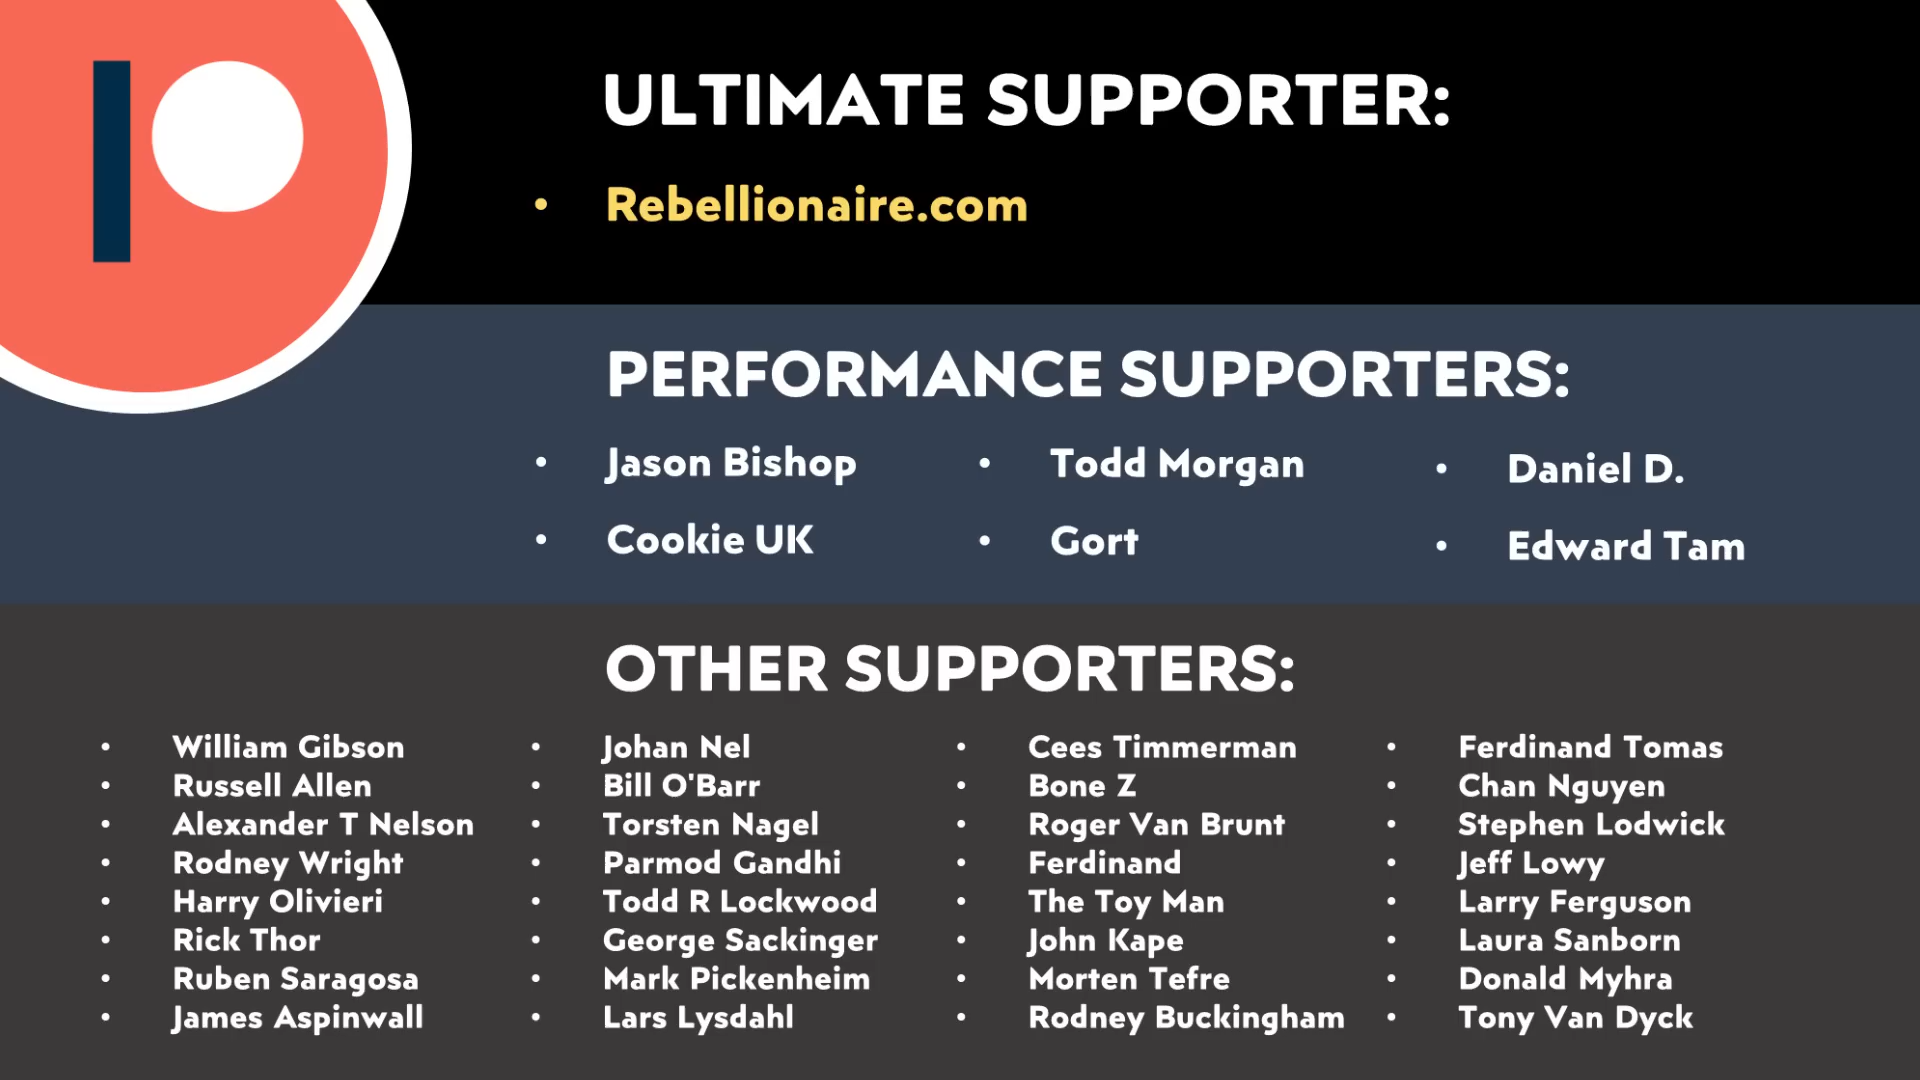 ULTIMATE SUPPORTER:
• Rebellionaire.com
PERFORMANCE SUPPORTERS:
• Jason Bishop
• Cookie UK
• Todd Morgan
• Gort
• Daniel D.
• Edward Tam
OTHER SUPPORTERS:
• William Gibson
• Russell Allen
• Alexander T Nelson
• Rodney Wright
• Harry Olivieri
• Rick Thor
• Ruben Saragosa
• James Aspinwall
• Johan Nel
• Bill O'Barr
• Torsten Nagel
• Parmod Gandhi
• Todd R Lockwood
• George Sackinger
• Mark Pickenheim
• Lars Lysdahl
• Cees Timmerman
• Bone Z
• Roger Van Brunt
• Ferdinand
• The Toy Man
• John Kape
• Morten Tefre
• Rodney Buckingham
• Ferdinand Tomas
• Chan Nguyen
• Stephen Lodwick
• Jeff Lowy
• Larry Ferguson
• Laura Sanborn
• Donald Myhra
• Tony Van Dyck